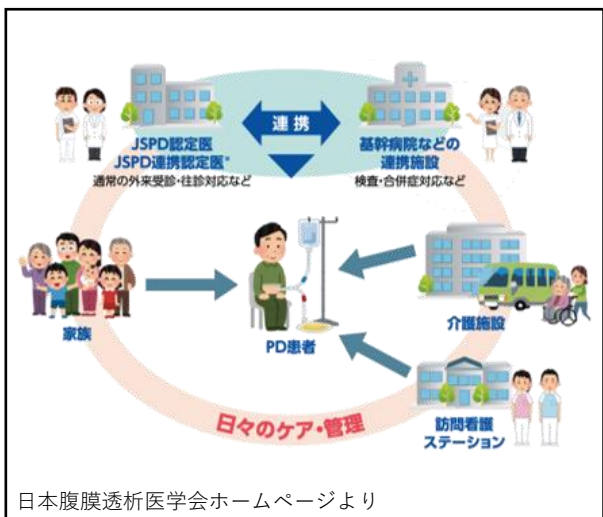 連携
JSPD認定医
JSPD連携認定医*
通常の外来受診・往診対応など
基幹病院などの
連携施設
検査・合併症対応など
家族
PD患者
介護施設
訪問看護
ステーション
日々のケア・管理
日本腹膜透析医学会ホームページより